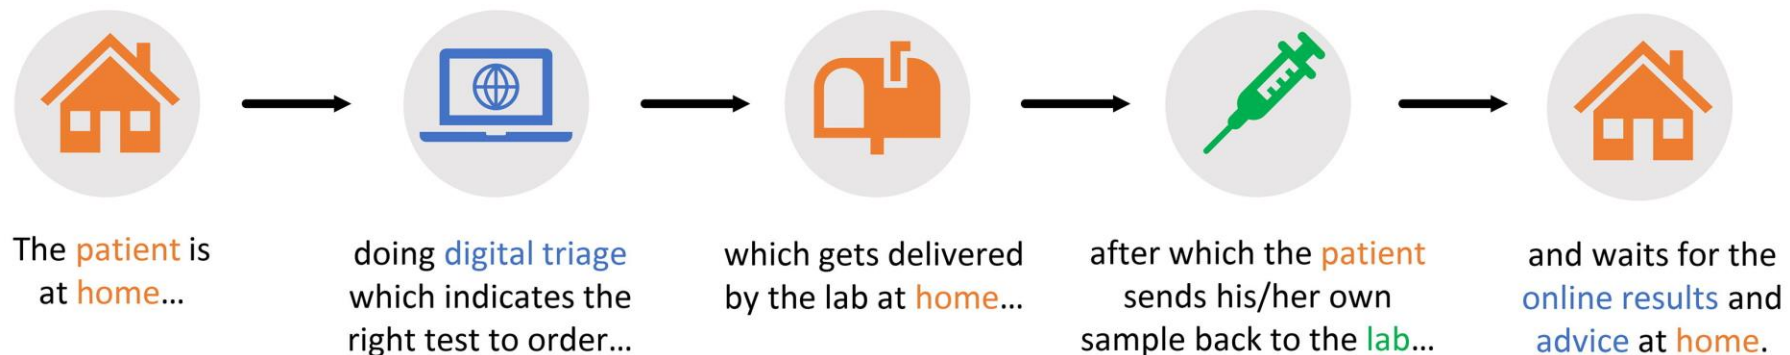 The patient is
at home...
doing digital triage
which indicates the
right test to order...
which gets delivered
by the lab at home...
after which the patient
sends his/her own
sample back to the lab...
and waits for the
online results and
advice at home.